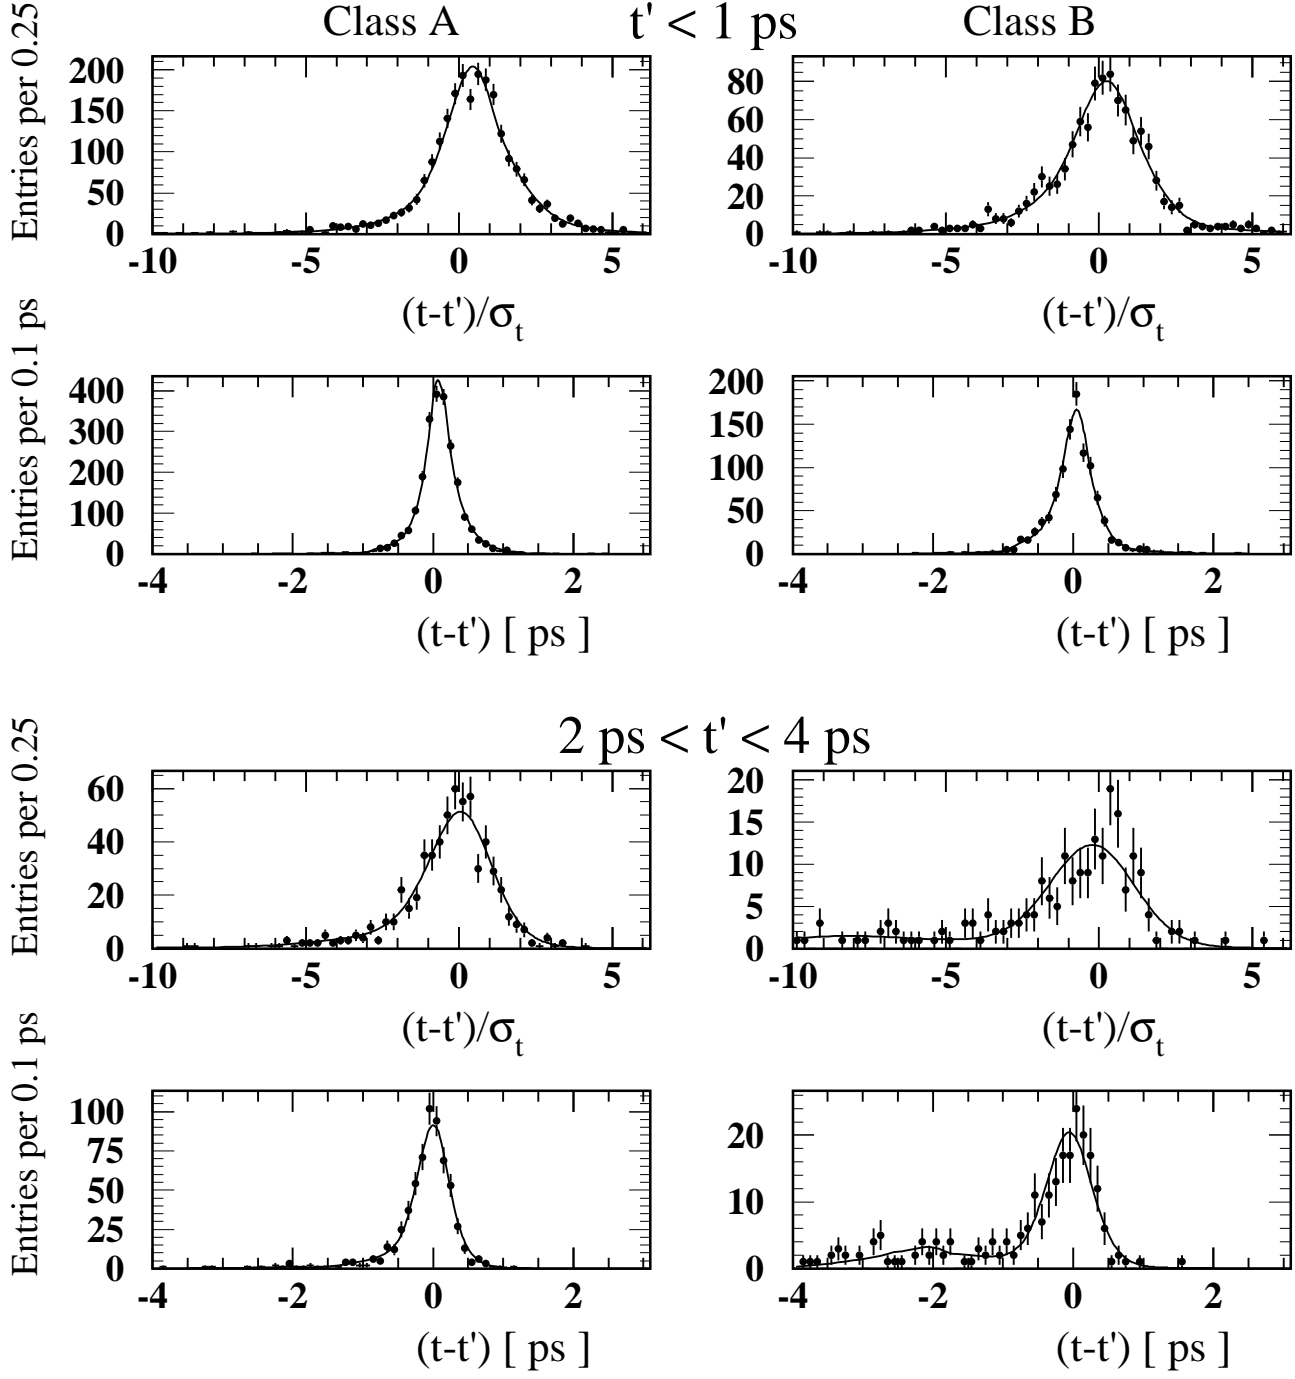 Class A t' < 1 ps Class B
Entries per 0.25
200
150
100
50
0
-10 -5 0 5
(t-t')/σt
80
60
40
20
0
-10 -5 0 5
(t-t')/σt
Entries per 0.1 ps
400
300
200
100
0
-4 -2 0 2
(t-t') [ ps ]
200
150
100
50
0
-4 -2 0 2
(t-t') [ ps ]
2 ps < t' < 4 ps
Entries per 0.25
60
40
20
0
-10 -5 0 5
(t-t')/σt
20
15
10
5
0
-10 -5 0 5
(t-t')/σt
Entries per 0.1 ps
100
75
50
25
0
-4 -2 0 2
(t-t') [ ps ]
20
10
0
-4 -2 0 2
(t-t') [ ps ]